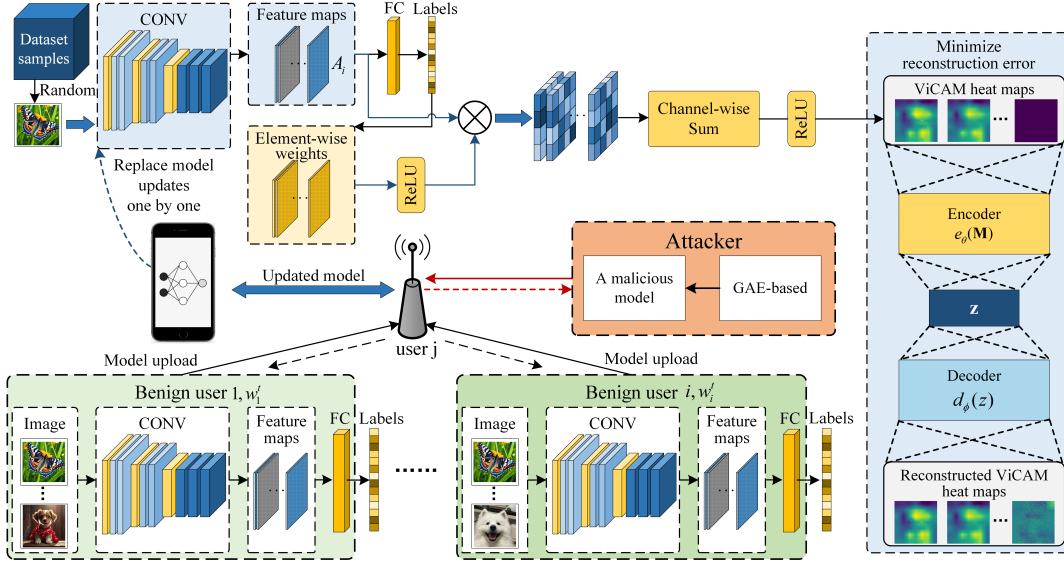 Dataset
samples
Random
CONV
Feature maps
A_i
FC
Labels
Element-wise
weights
ReLU
Channel-wise
Sum
ReLU
Minimize
reconstruction error
ViCAM heat maps
Encoder
e_θ(M)
z
Decoder
d_ϕ(z)
Reconstructed ViCAM
heat maps
Replace model
updates
one by one
Updated model
user j
Attacker
A malicious
model
GAE-based
Model upload
Model upload
Benign user 1, w_1^t
Image
CONV
Feature
maps
FC
Labels
Benign user i, w_i^t
Image
CONV
Feature
maps
FC
Labels